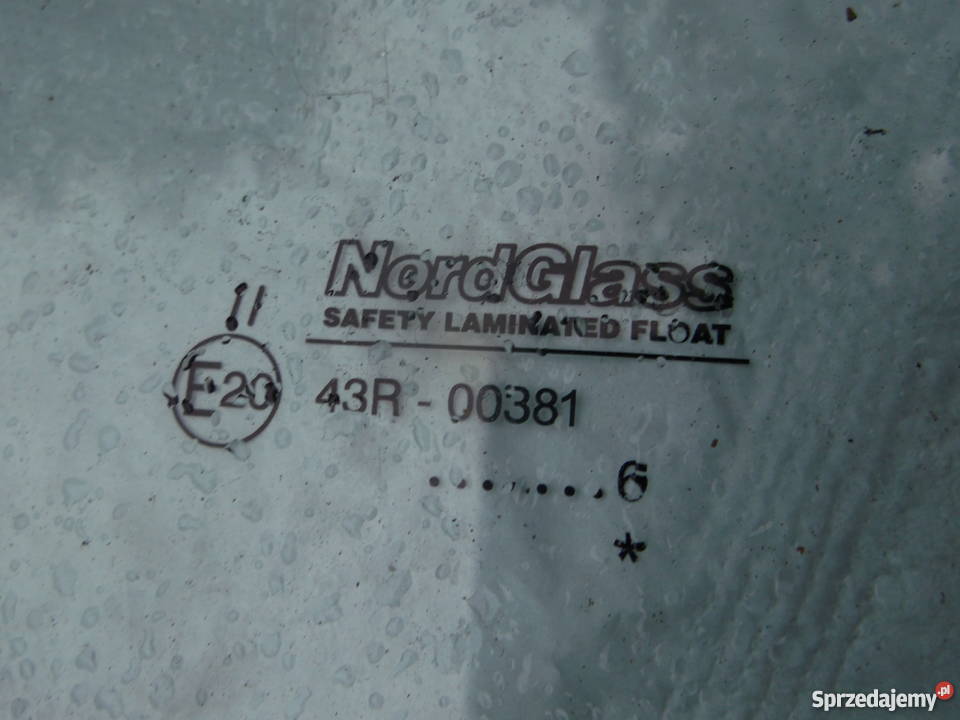 NordGlass
SAFETY LAMINATED FLOAT
II
E20 43R - 00381
.......6
*
Sprzedajemy.pl